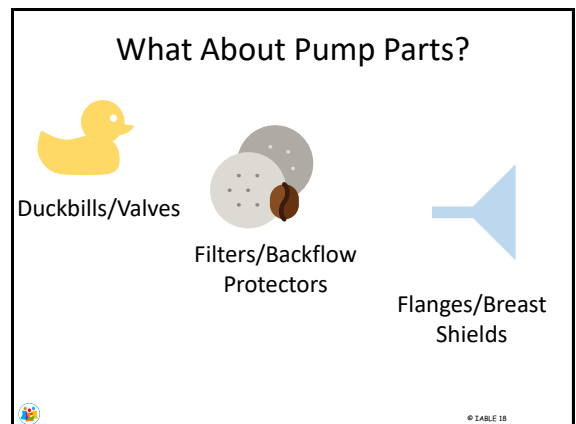 What About Pump Parts?
Duckbills/Valves
Filters/Backflow
Protectors
Flanges/Breast
Shields
© IABLE 18